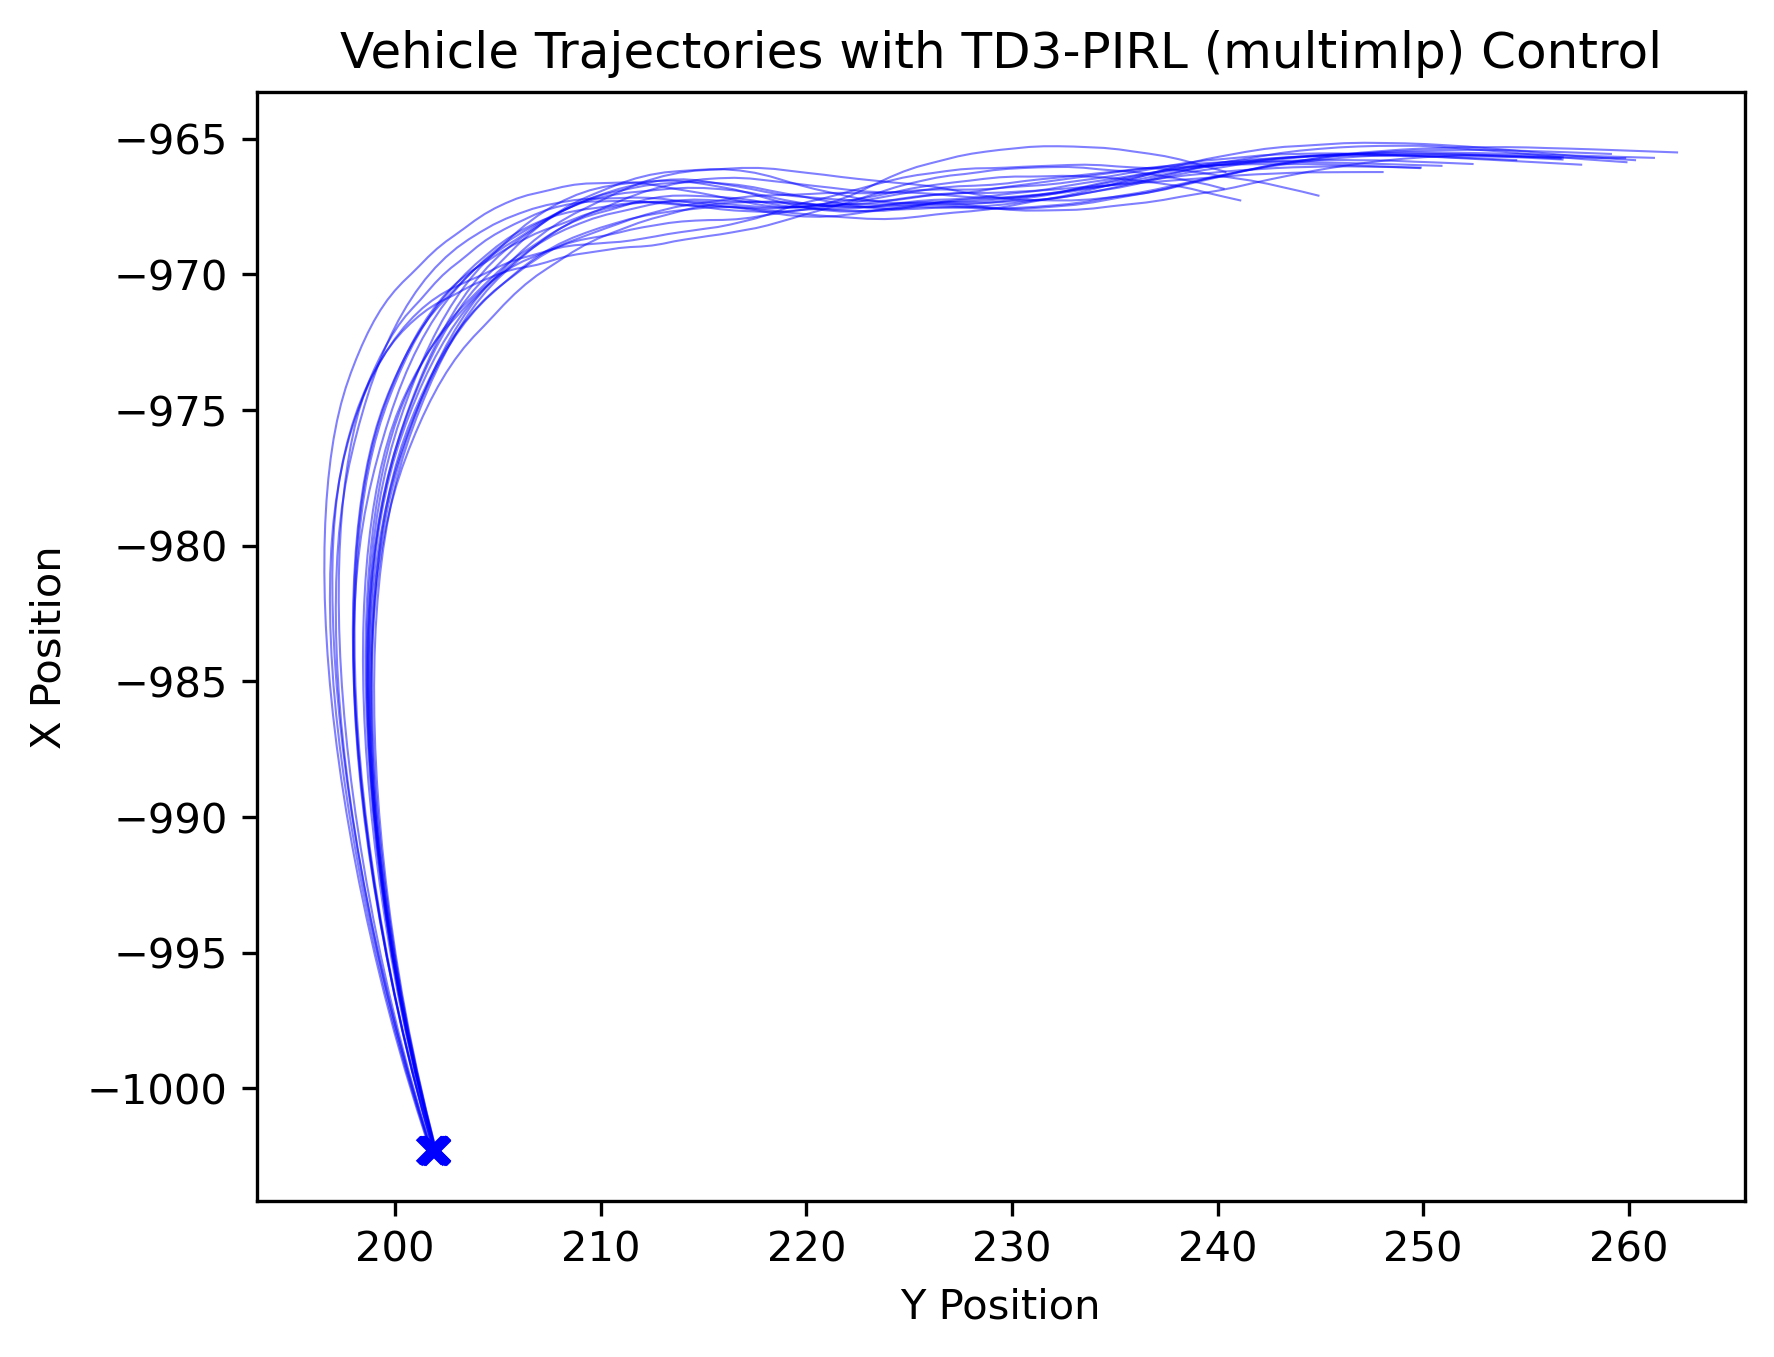 Vehicle Trajectories with TD3-PIRL (multimlp) Control
−965
−970
−975
−980
−985
−990
−995
−1000
X Position
200 210 220 230 240 250 260
Y Position